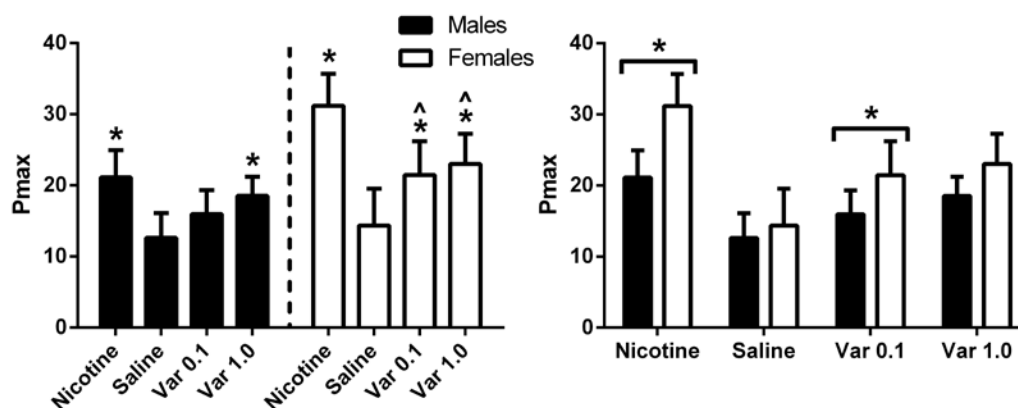 Males
Females
Pmax
40
30
20
10
0
*
*
*
^
*
^
*
Nicotine
Saline
Var 0.1
Var 1.0
Nicotine
Saline
Var 0.1
Var 1.0
Pmax
40
30
20
10
0
*
*
Nicotine Saline Var 0.1 Var 1.0